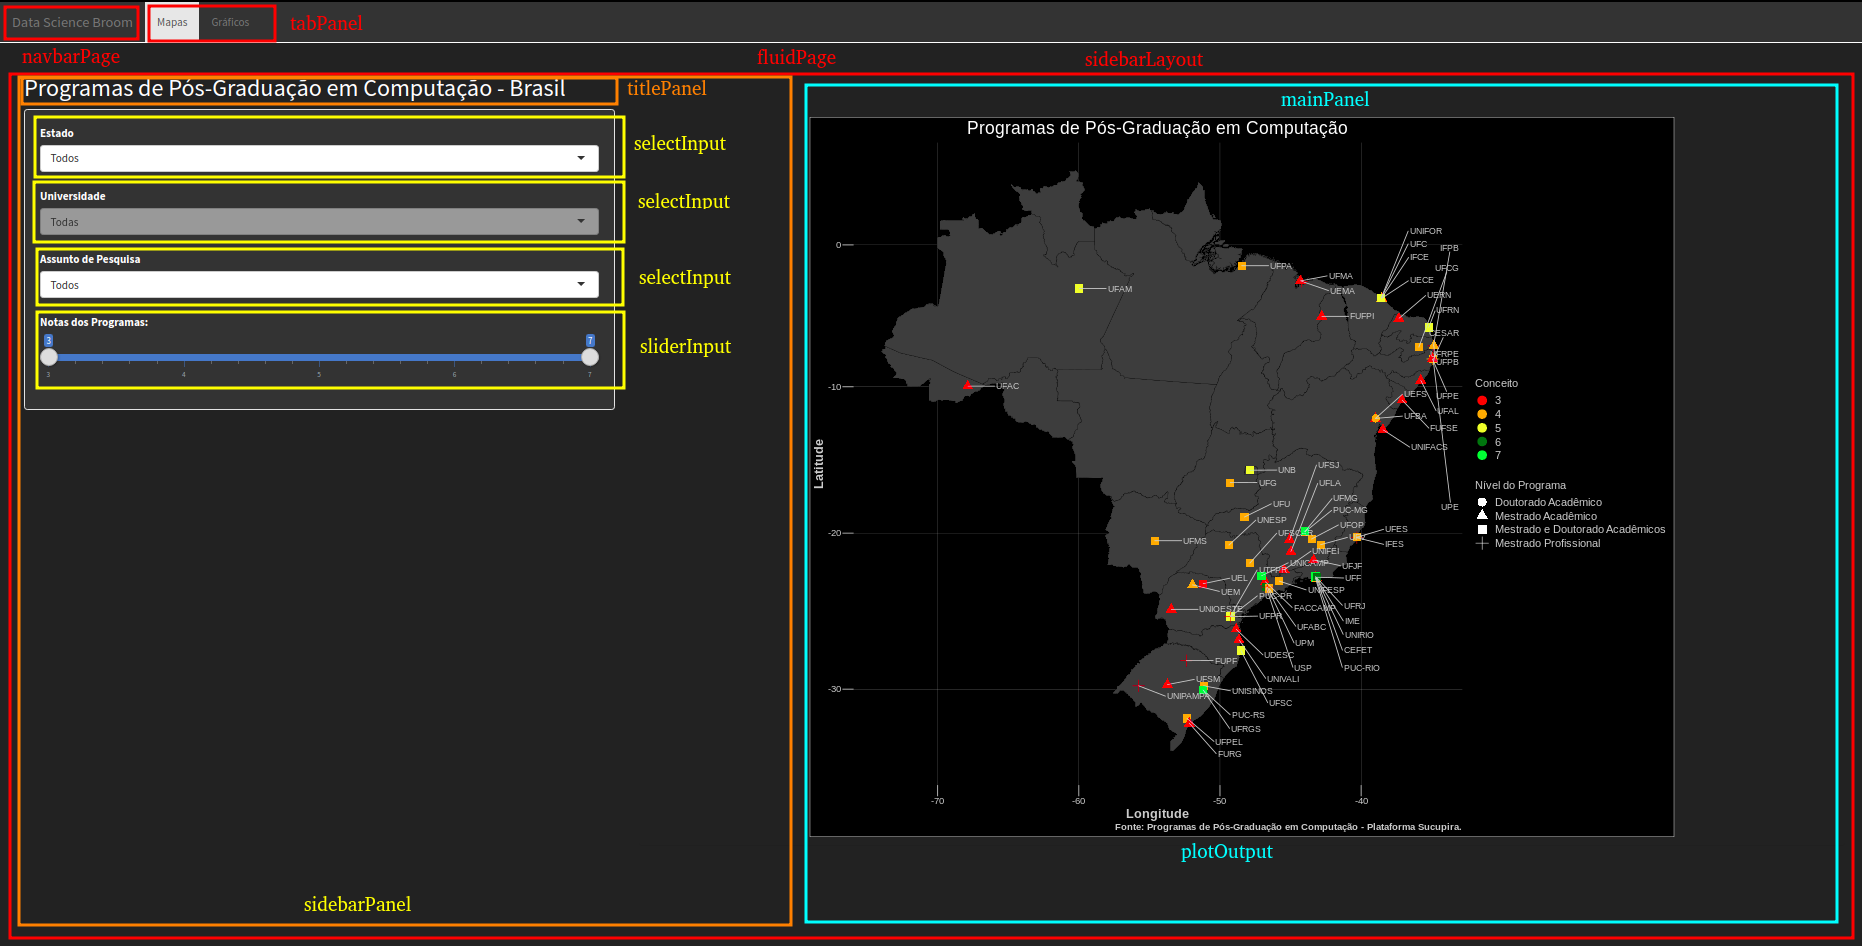 Data Science Broom
Mapas
Gráficos
tabPanel
navbarPage
fluidPage
sidebarLayout
Programas de Pós-Graduação em Computação - Brasil
titlePanel
mainPanel
Estado
Todos
selectInput
Universidade
Todas
selectInput
Assunto de Pesquisa
Todos
selectInput
Notas dos Programas:
3
7
3
4
5
6
7
sliderInput
sidebarPanel
Programas de Pós-Graduação em Computação
Latitude
0
-10
-20
-30
UNIFOR
UFC
IFPB
IFCE
UFCG
UFPA
UFMA
UECE
UFAM
UEMA
UERN
UFRN
FUFPI
CESAR
UFRPE
UFPB
UFAC
UEFS
UFPE
UFAL
UFBA
FUFSE
UNIFACS
UFSJ
UNB
UFG
UFLA
UFMG
UFU
UPE
PUC-MG
UNESP
UFOP
UFES
UFSCAR
UFMS
IFES
UNIFEI
UNICAMP
UFJF
UTFPR
UEL
UFF
UEM
UNIFESP
PUC-PR
UNIOESTE
FACCAMP
UFRJ
UFPR
IME
UFABC
UNIRIO
UPM
CEFET
UDESC
FUPF
USP
PUC-RIO
UFSM
UNIVALI
UNISINOS
UNIPAMPA
UFSC
PUC-RS
UFRGS
UFPEL
FURG
-70
-60
-50
-40
Longitude
Fonte: Programas de Pós-Graduação em Computação - Plataforma Sucupira.
Conceito
3
4
5
6
7
Nível do Programa
Doutorado Acadêmico
Mestrado Acadêmico
Mestrado e Doutorado Acadêmicos
Mestrado Profissional
plotOutput